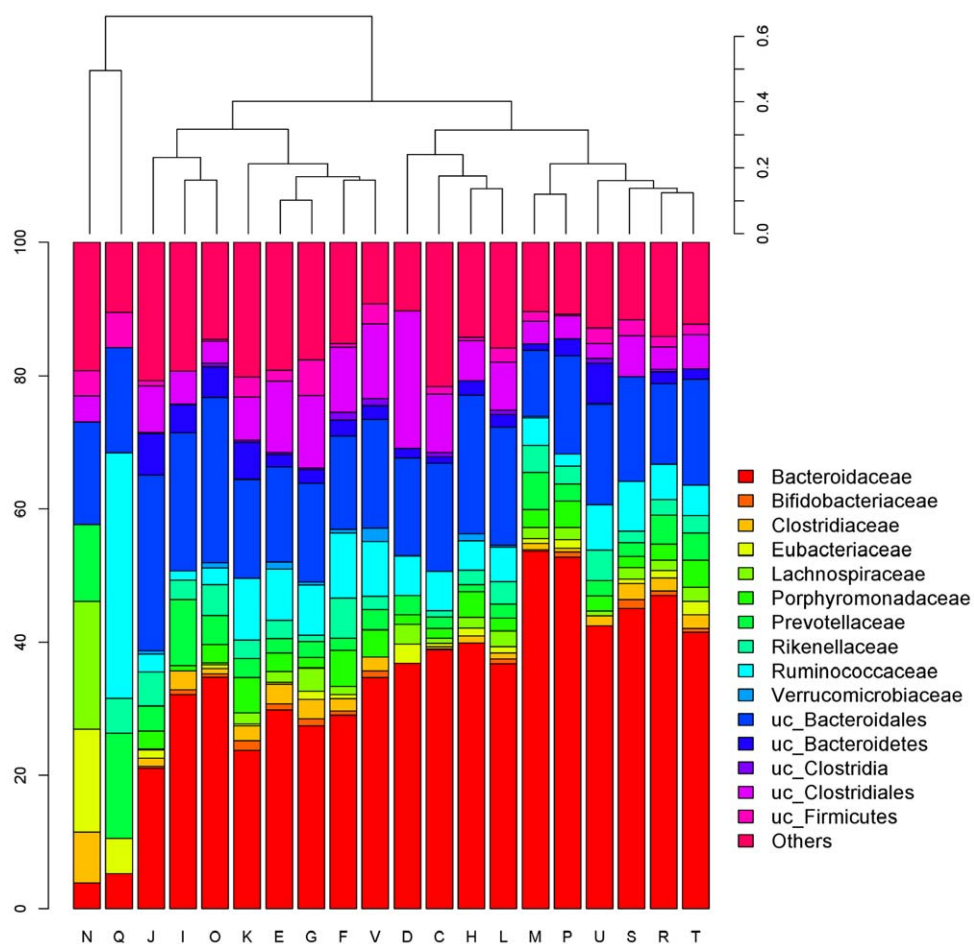 0.0 0.2 0.4 0.6
0 20 40 60 80 100
Bacteroidaceae
Bifidobacteriaceae
Clostridiaceae
Eubacteriaceae
Lachnospiraceae
Porphyromonadaceae
Prevotellaceae
Rikenellaceae
Ruminococcaceae
Verrucomicrobiaceae
uc_Bacteroidales
uc_Bacteroidetes
uc_Clostridia
uc_Clostridiales
uc_Firmicutes
Others
N Q J I O K E G F V D C H L M P U S R T